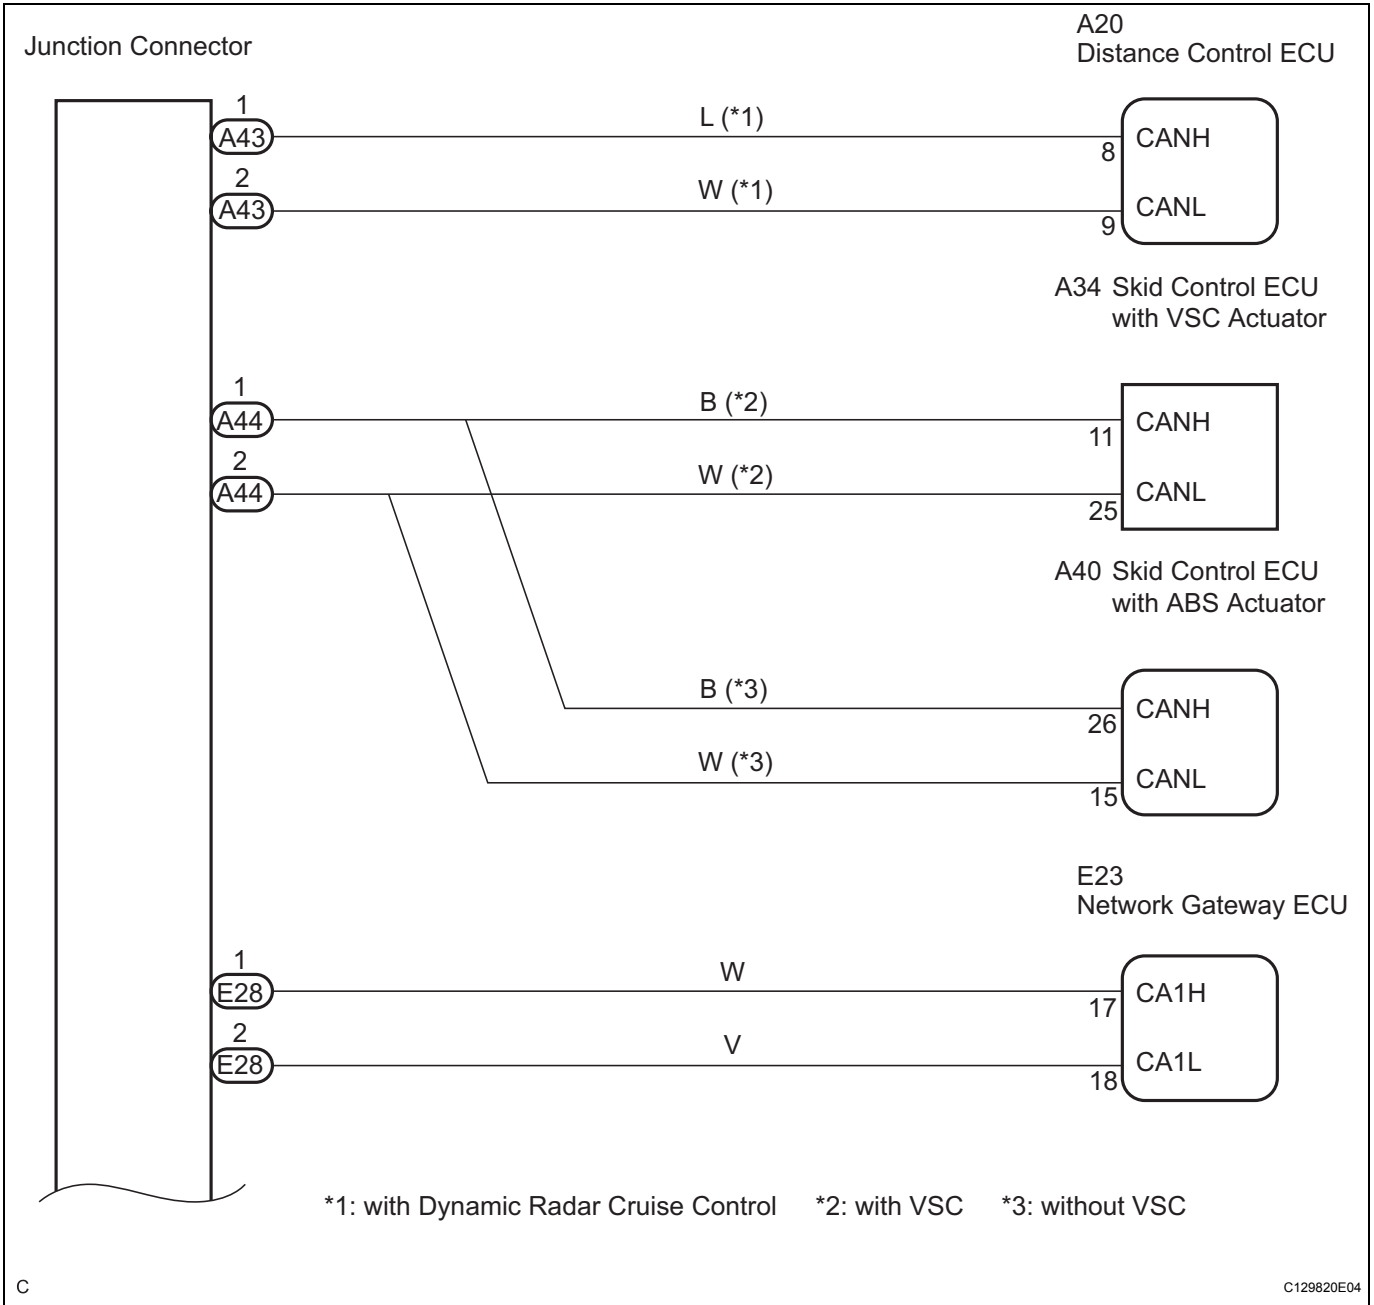 Junction Connector
A20
Distance Control ECU
1
A43
L (*1)
8
CANH
2
A43
W (*1)
9
CANL
A34 Skid Control ECU
with VSC Actuator
1
A44
B (*2)
11
CANH
2
A44
W (*2)
25
CANL
A40 Skid Control ECU
with ABS Actuator
B (*3)
26
CANH
W (*3)
15
CANL
E23
Network Gateway ECU
1
E28
W
17
CA1H
2
E28
V
18
CA1L
*1: with Dynamic Radar Cruise Control *2: with VSC *3: without VSC
C
C129820E04